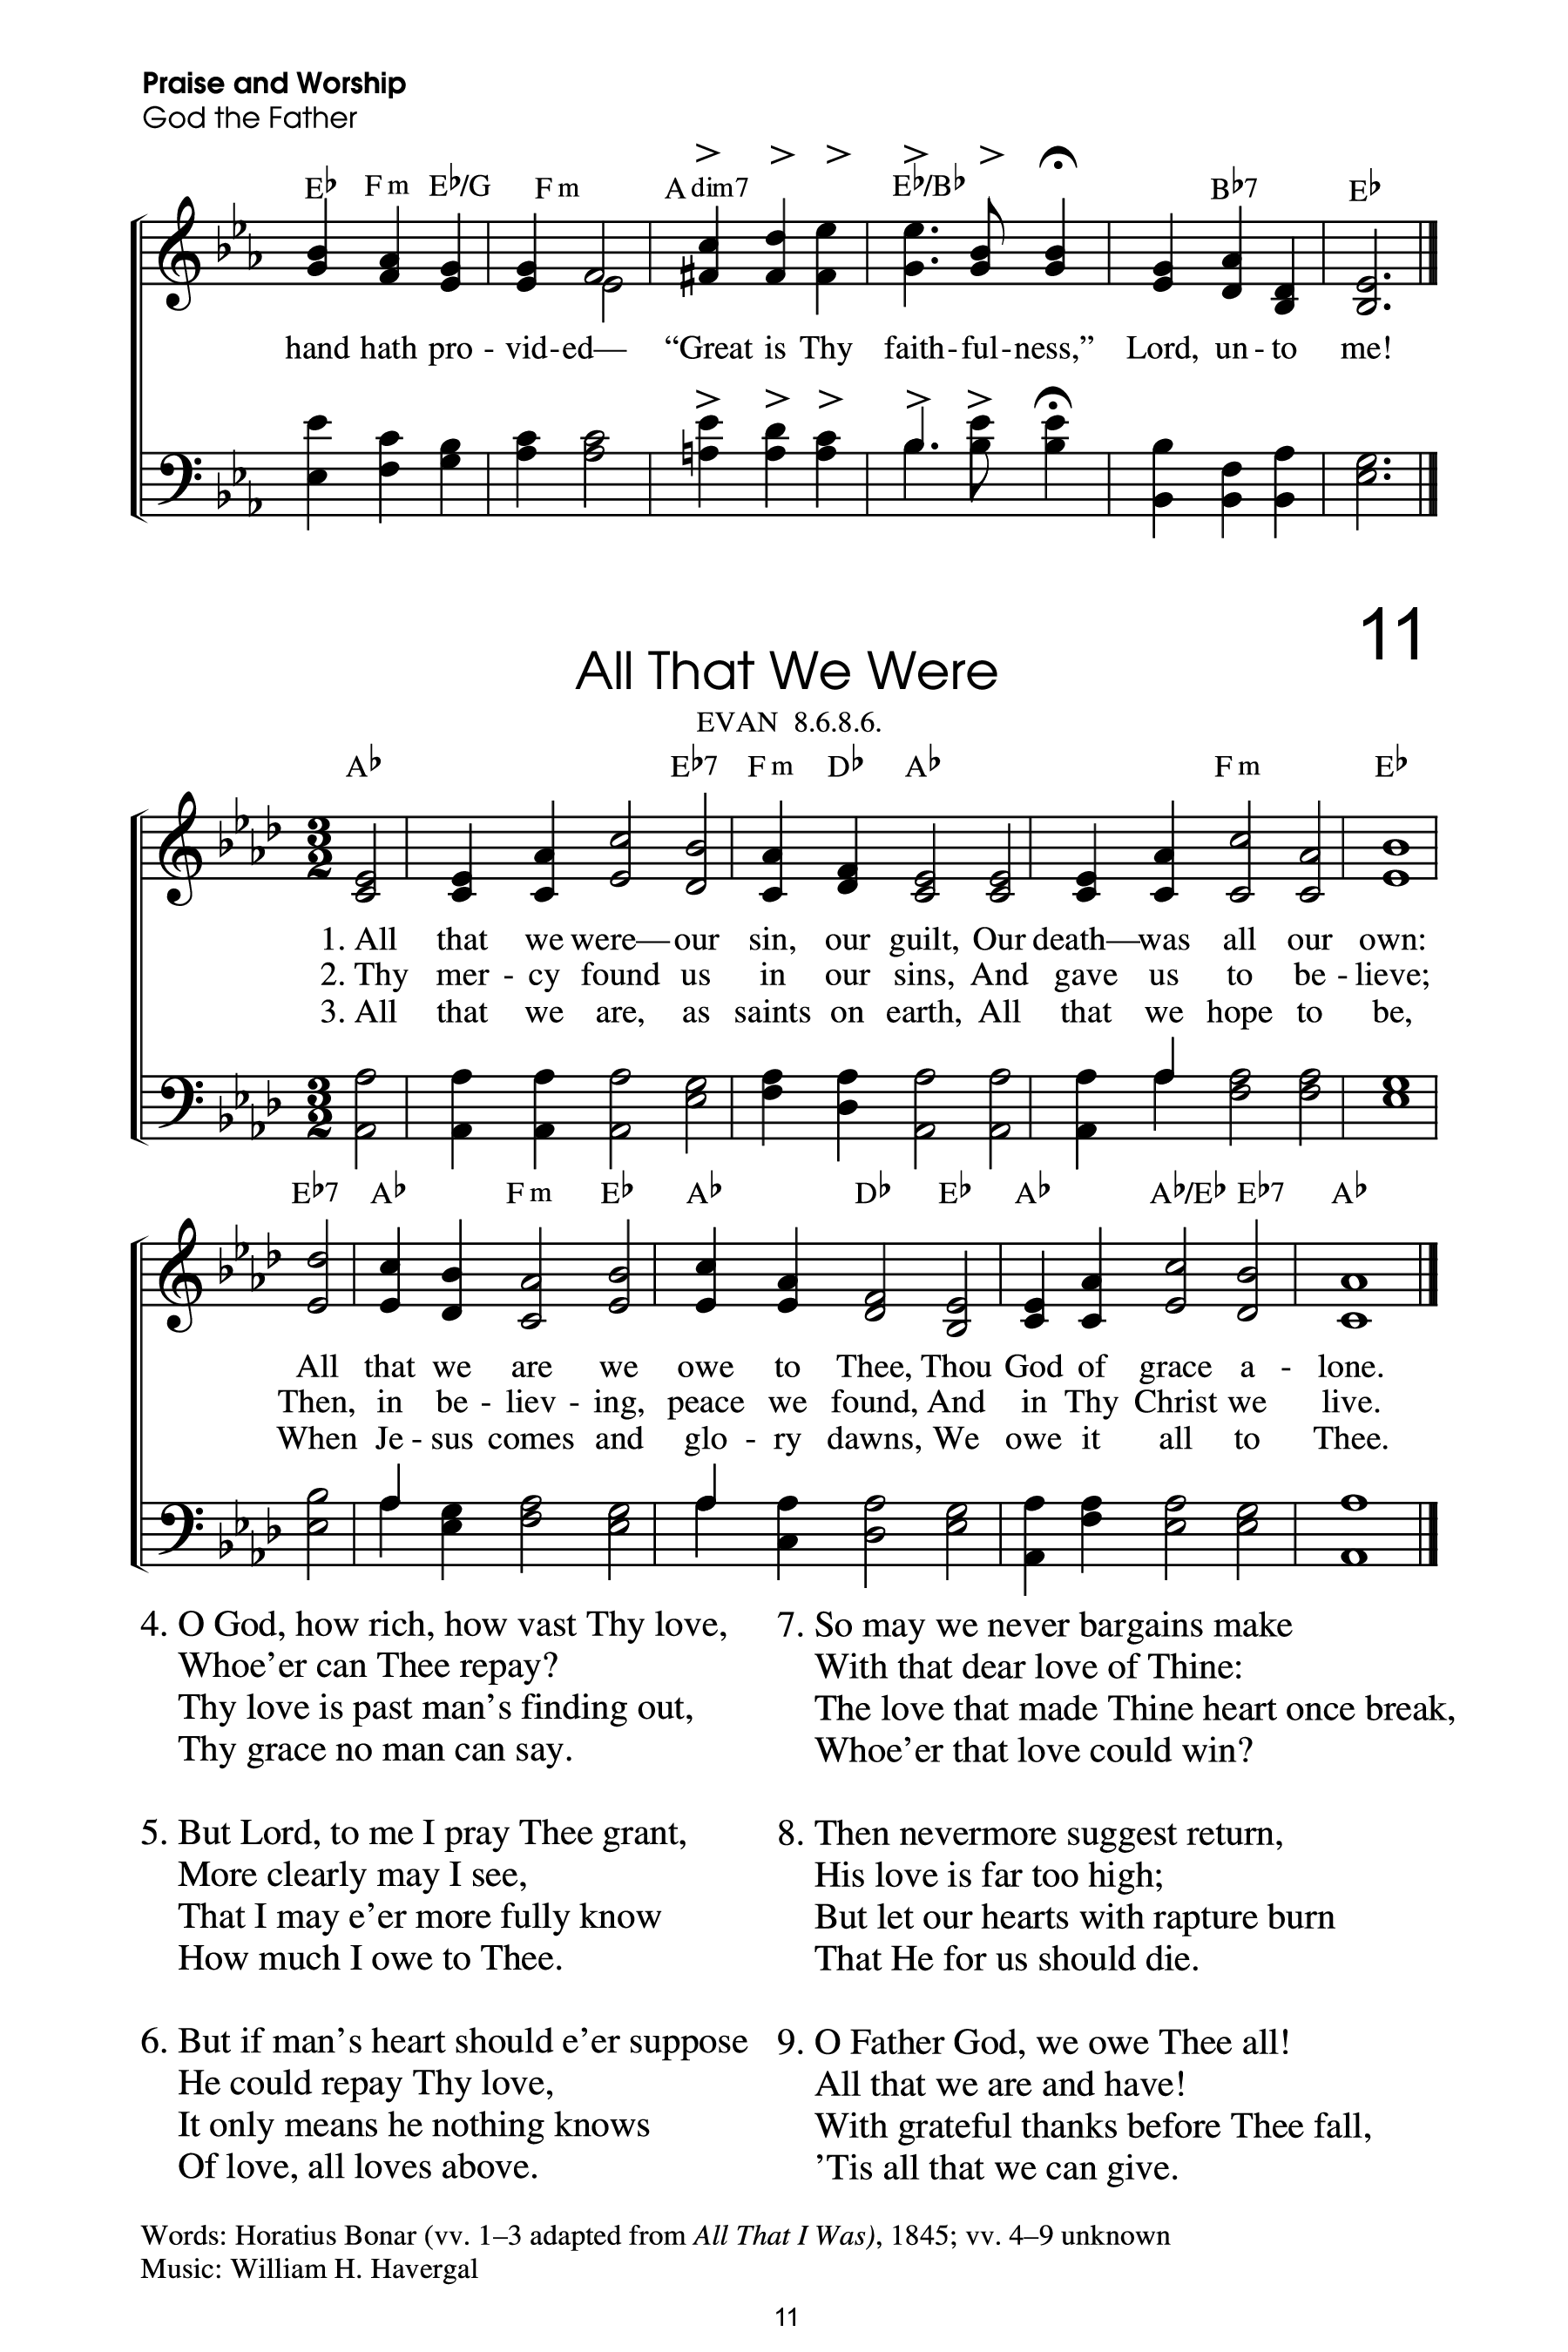 Praise and Worship
God the Father
E♭ Fm E♭/G Fm Adim7 E♭/B♭ B♭7 E♭
hand hath pro - vid-ed— “Great is Thy faith-ful-ness,” Lord, un - to me!
11
All That We Were
EVAN 8.6.8.6.
A♭ E♭7 Fm D♭ A♭ Fm E♭
3 2
1. All that we were—our sin, our guilt, Our death—was all our own:
2. Thy mer - cy found us in our sins, And gave us to be - lieve;
3. All that we are, as saints on earth, All that we hope to be,
3 2
E♭7 A♭ Fm E♭ A♭ D♭ E♭ A♭ A♭/E♭ E♭7 A♭
All that we are we owe to Thee, Thou God of grace a - lone.
Then, in be - liev - ing, peace we found, And in Thy Christ we live.
When Je - sus comes and glo - ry dawns, We owe it all to Thee.
4. O God, how rich, how vast Thy love,
Whoe’er can Thee repay?
Thy love is past man’s finding out,
Thy grace no man can say.
5. But Lord, to me I pray Thee grant,
More clearly may I see,
That I may e’er more fully know
How much I owe to Thee.
6. But if man’s heart should e’er suppose
He could repay Thy love,
It only means he nothing knows
Of love, all loves above.
7. So may we never bargains make
With that dear love of Thine:
The love that made Thine heart once break,
Whoe’er that love could win?
8. Then nevermore suggest return,
His love is far too high;
But let our hearts with rapture burn
That He for us should die.
9. O Father God, we owe Thee all!
All that we are and have!
With grateful thanks before Thee fall,
’Tis all that we can give.
Words: Horatius Bonar (vv. 1–3 adapted from All That I Was), 1845; vv. 4–9 unknown
Music: William H. Havergal
11